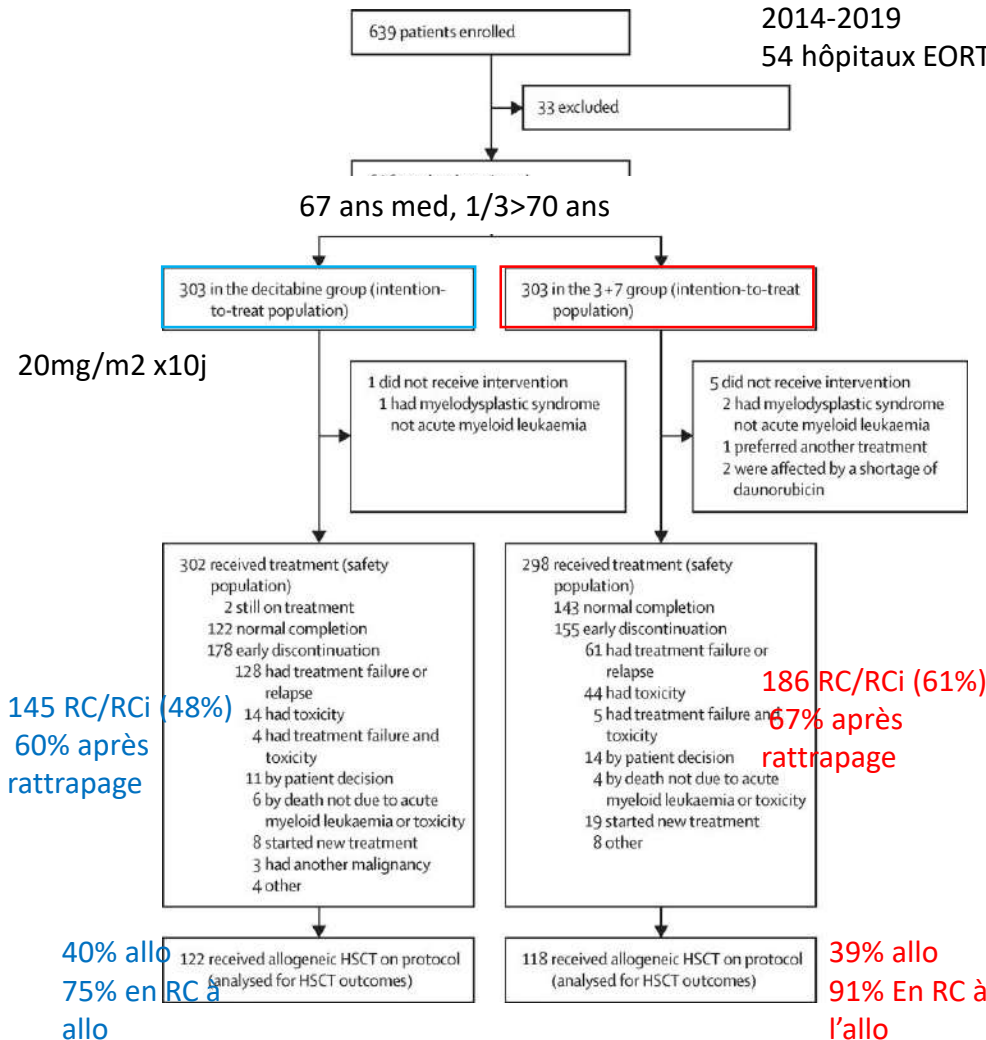 639 patients enrolled
2014-2019
54 hôpitaux EORT
33 excluded
67 ans med, 1/3>70 ans
303 in the decitabine group (intention-
to-treat population)
303 in the 3+7 group (intention-to-treat
population)
20mg/m2 x10j
1 did not receive intervention
1 had myelodysplastic syndrome
not acute myeloid leukaemia
5 did not receive intervention
2 had myelodysplastic syndrome
not acute myeloid leukaemia
1 preferred another treatment
2 were affected by a shortage of
daunorubicin
302 received treatment (safety
population)
2 still on treatment
122 normal completion
178 early discontinuation
128 had treatment failure or
relapse
14 had toxicity
4 had treatment failure and
toxicity
11 by patient decision
6 by death not due to acute
myeloid leukaemia or toxicity
8 started new treatment
3 had another malignancy
4 other
298 received treatment (safety
population)
143 normal completion
155 early discontinuation
61 had treatment failure or
relapse
44 had toxicity
5 had treatment failure and
toxicity
14 by patient decision
4 by death not due to acute
myeloid leukaemia or toxicity
19 started new treatment
8 other
145 RC/RCi (48%)
60% après
rattrapage
186 RC/RCi (61%)
67% après
rattrapage
40% allo
75% en RC à
allo
122 received allogeneic HSCT on protocol
(analysed for HSCT outcomes)
118 received allogeneic HSCT on protocol
(analysed for HSCT outcomes)
39% allo
91% En RC à
l'allo